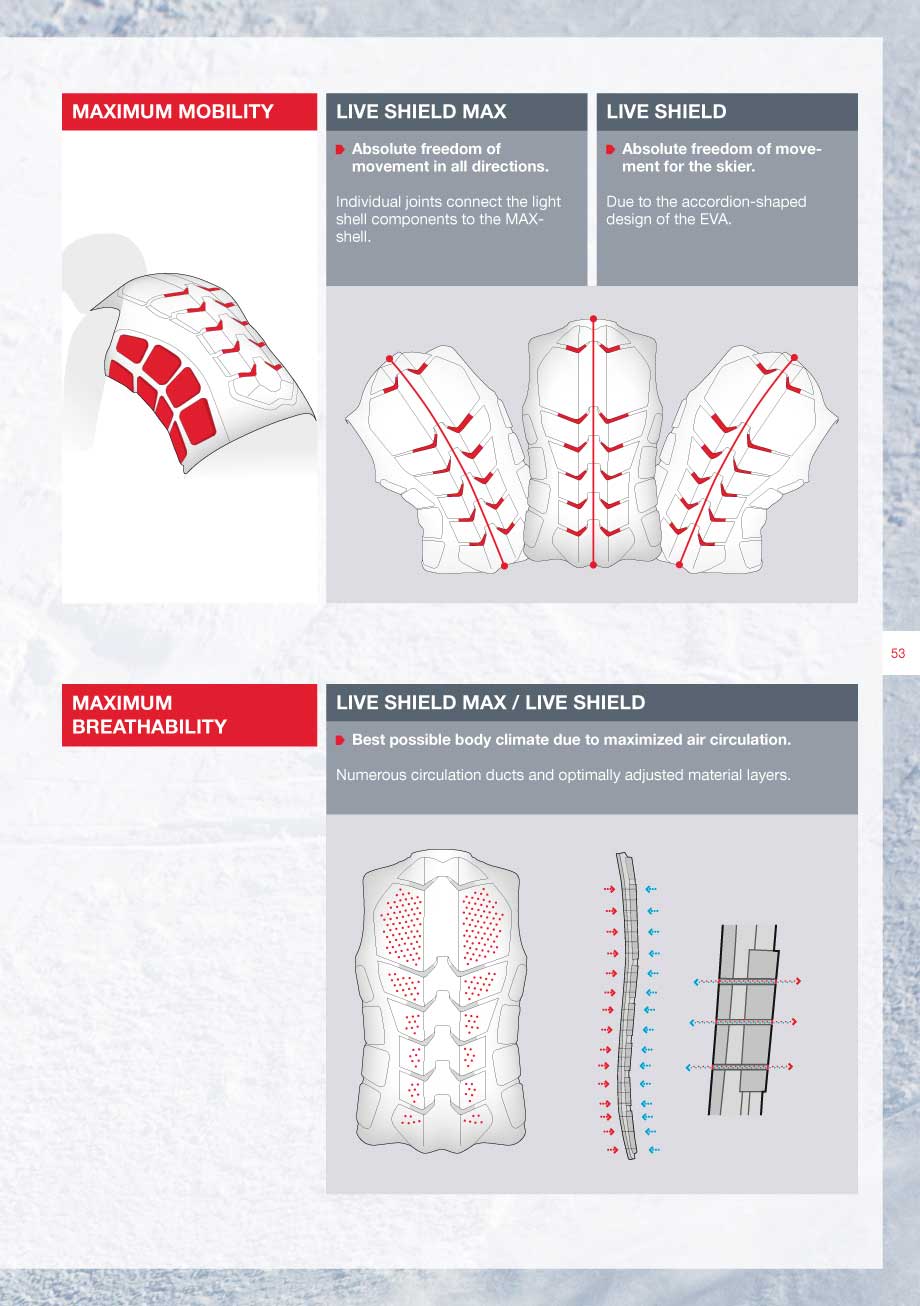 MAXIMUM MOBILITY
LIVE SHIELD MAX
Absolute freedom of
movement in all directions.
Individual joints connect the light
shell components to the MAX-
shell.
LIVE SHIELD
Absolute freedom of move-
ment for the skier.
Due to the accordion-shaped
design of the EVA.
53
MAXIMUM
BREATHABILITY
LIVE SHIELD MAX / LIVE SHIELD
Best possible body climate due to maximized air circulation.
Numerous circulation ducts and optimally adjusted material layers.